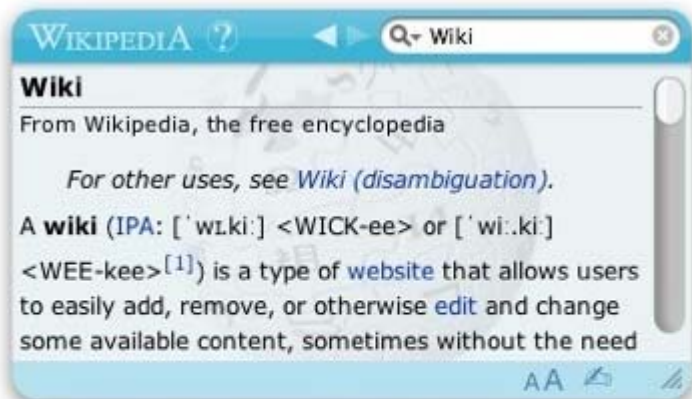 WIKIPEDIA ? Wiki
Wiki
From Wikipedia, the free encyclopedia
For other uses, see Wiki (disambiguation).
A wiki (IPA: [ˈwɪ.kiː] <WICK-ee> or [ˈwiː.kiː]
<WEE-kee>[1]) is a type of website that allows users
to easily add, remove, or otherwise edit and change
some available content, sometimes without the need
AA